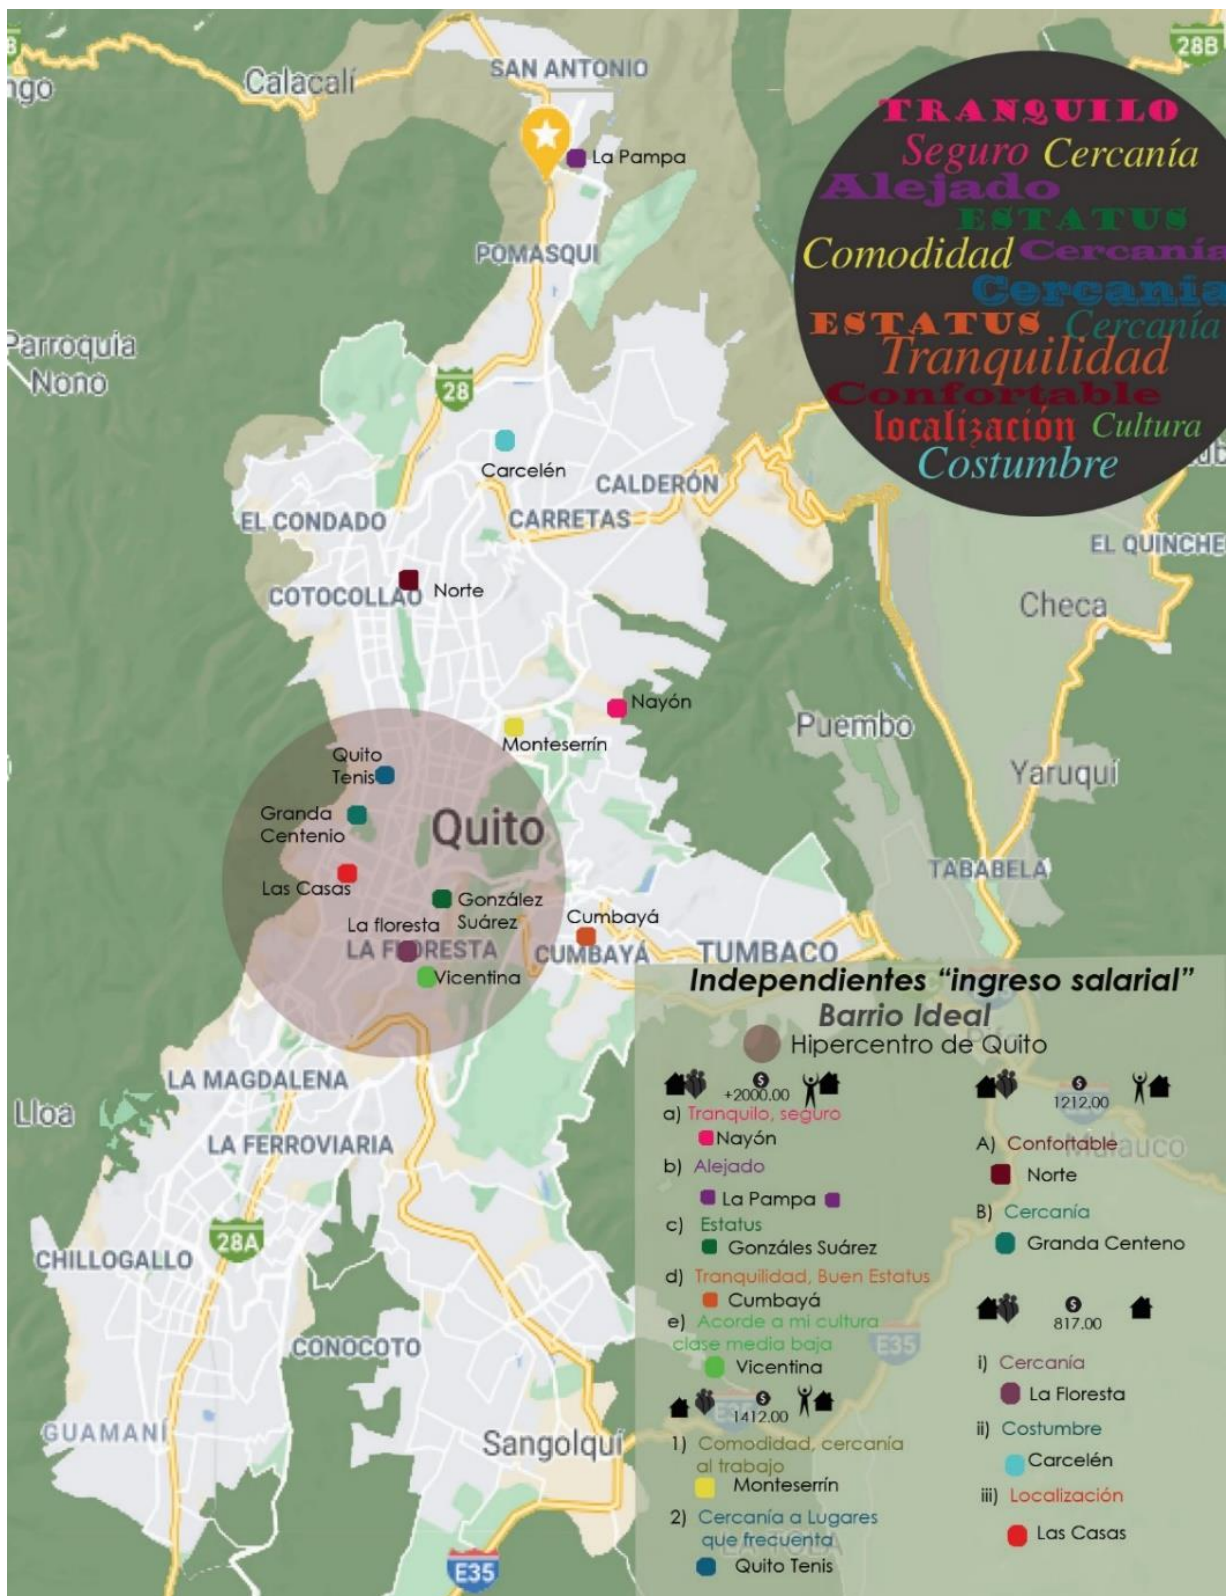 28B
SAN ANTONIO
Calacalí
La Pampa
TRANQUILO
Seguro Cercanía
Alejado
ESTATUS
Comodidad Cercanía
Cercania
ESTATUS Cercanía
Tranquilidad
Confortable
localización Cultura
Costumbre
POMASQUI
Parroquia
Nono
28
Carcelén
CALDERÓN
EL CONDADO
CARRETAS
EL QUINCHE
COTOCOLLAO
Norte
Checa
Nayón
Puembo
Monteserrín
Quito
Tenis
Yaruquí
Granda
Centenio
Quito
TABABELA
Las Casas
González
Suárez
La floresta
Cumbayá
LA FLORESTA
CUMBAYÁ
TUMBACO
Vicentina
LA MAGDALENA
Lloa
LA FERROVIARIA
28A
CHILLOGALLO
CONOCOTO
GUAMANÍ
Sangolquí
E35
Independientes "ingreso salarial"
Barrio Ideal
Hipercentro de Quito
+2000.00
a) Tranquilo, seguro
Nayón
b) Alejado
La Pampa
c) Estatus
Gonzáles Suárez
d) Tranquilidad, Buen Estatus
Cumbayá
e) Acorde a mi cultura
clase media baja
Vicentina
E35
1412.00
1) Comodidad, cercanía
al trabajo
Monteserrín
2) Cercanía a Lugares
que frecuenta
Quito Tenis
1212.00
A) Confortable
Norte
B) Cercanía
Granda Centeno
817.00
E35
i) Cercanía
La Floresta
ii) Costumbre
Carcelén
iii) Localización
Las Casas
LA TOLA